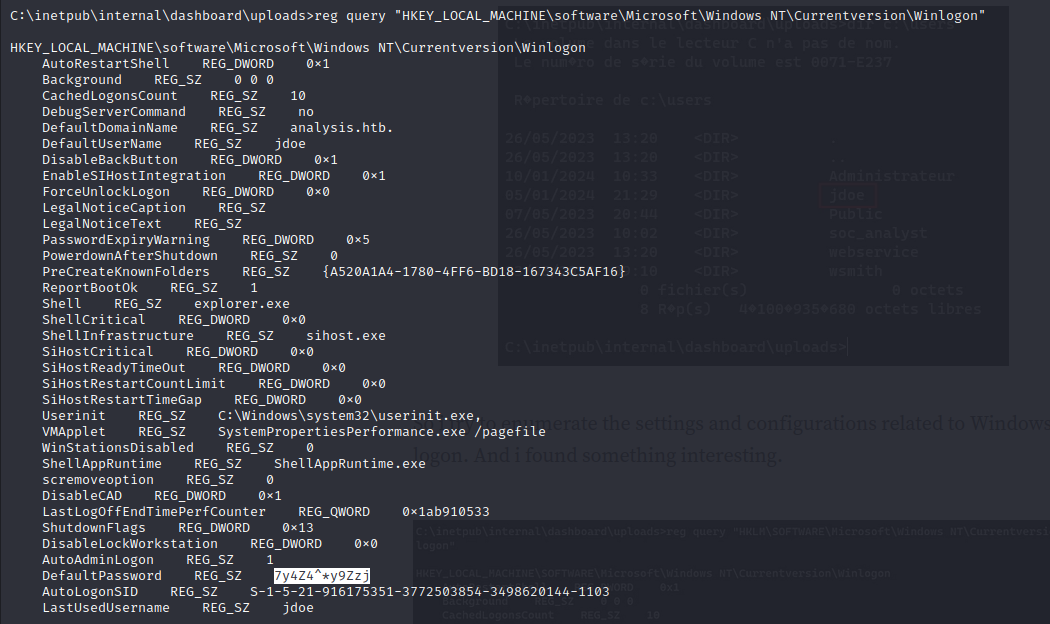 C:\inetpub\internal\dashboard\uploads>reg query "HKEY_LOCAL_MACHINE\software\Microsoft\Windows NT\Currentversion\Winlogon"
HKEY_LOCAL_MACHINE\software\Microsoft\Windows NT\Currentversion\Winlogon
AutoRestartShell    REG_DWORD    0×1
Background    REG_SZ    0 0 0
CachedLogonsCount    REG_SZ    10
DebugServerCommand    REG_SZ    no
DefaultDomainName    REG_SZ    analysis.htb.
DefaultUserName    REG_SZ    jdoe
DisableBackButton    REG_DWORD    0×1
EnableSIHostIntegration    REG_DWORD    0×1
ForceUnlockLogon    REG_DWORD    0×0
LegalNoticeCaption    REG_SZ
LegalNoticeText    REG_SZ
PasswordExpiryWarning    REG_DWORD    0×5
PowerdownAfterShutdown    REG_SZ    0
PreCreateKnownFolders    REG_SZ    {A520A1A4-1780-4FF6-BD18-167343C5AF16}
ReportBootOk    REG_SZ    1
Shell    REG_SZ    explorer.exe
ShellCritical    REG_DWORD    0×0
ShellInfrastructure    REG_SZ    sihost.exe
SiHostCritical    REG_DWORD    0×0
SiHostReadyTimeOut    REG_DWORD    0×0
SiHostRestartCountLimit    REG_DWORD    0×0
SiHostRestartTimeGap    REG_DWORD    0×0
Userinit    REG_SZ    C:\Windows\system32\userinit.exe,
VMApplet    REG_SZ    SystemPropertiesPerformance.exe /pagefile
WinStationsDisabled    REG_SZ    0
ShellAppRuntime    REG_SZ    ShellAppRuntime.exe
scremoveoption    REG_SZ    0
DisableCAD    REG_DWORD    0×1
LastLogOffEndTimePerfCounter    REG_QWORD    0×1ab910533
ShutdownFlags    REG_DWORD    0×13
DisableLockWorkstation    REG_DWORD    0×0
AutoAdminLogon    REG_SZ    1
DefaultPassword    REG_SZ    7y4Z4^*y9Zzj
AutoLogonSID    REG_SZ    S-1-5-21-916175351-3772503854-3498620144-1103
LastUsedUsername    REG_SZ    jdoe
dans le lecteur C n'a pas de nom.
Le num�ro de s�rie du volume est 0071-E237
R�pertoire de c:\users
26/05/2023  13:20    <DIR>    .
26/05/2023  13:20    <DIR>    ..
10/01/2024  10:33    <DIR>    Administrateur
05/01/2024  21:29    <DIR>    jdoe
07/05/2023  20:44    <DIR>    Public
26/05/2023  10:02    <DIR>    soc_analyst
26/05/2023  13:20    <DIR>    webservice
:10    <DIR>    wsmith
0 fichier(s)    0 octets
8 R�p(s)   4�108�935�680 octets libres
C:\inetpub\internal\dashboard\uploads>
enumerate the settings and configurations related to Windows
logon. And i found something interesting.
C:\inetpub\internal\dashboard\uploads>reg query "HKLM\SOFTWARE\Microsoft\Windows NT\Currentversion
logon"
HKEY_LOCAL_MACHINE\SOFTWARE\Microsoft\Windows NT\Currentversion\Winlogon
0x1
Background    REG_SZ    0 0 0
CachedLogonsCount    REG_SZ    10